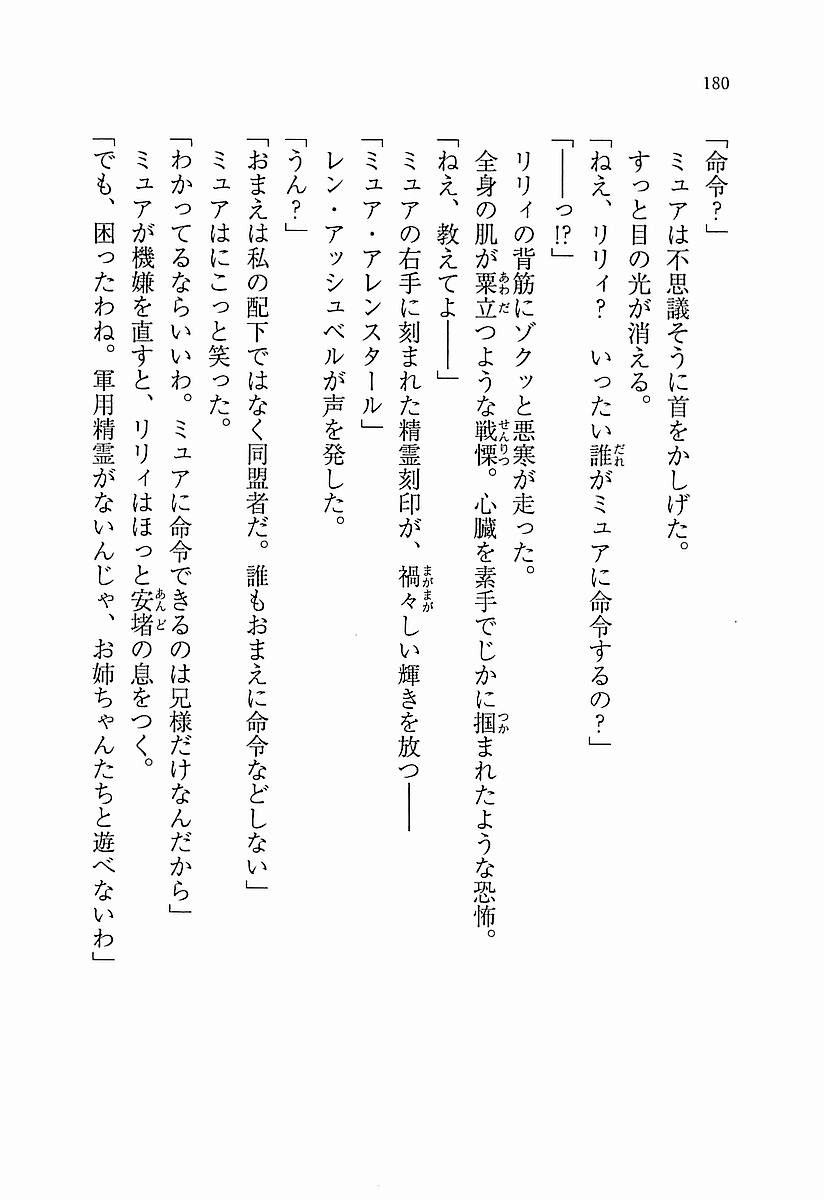 180
「命令？」
ミュアは不思議そうに首をかしげた。
すっと目の光が消える。
「ねえ、リリィ？　いったい誰がミュアに命令するの？」
「――っ!?」
リリィの背筋にゾクッと悪寒が走った。
全身の肌が粟立つような戦慄。心臓を素手でじかに掴まれたような恐怖。
「ねえ、教えてよ――」
ミュアの右手に刻まれた精霊刻印が、禍々しい輝きを放つ――
「ミュア・アレンスタール」
レン・アッシュベルが声を発した。
「うん？」
「おまえは私の配下ではなく同盟者だ。誰もおまえに命令などしない」
ミュアはにこっと笑った。
「わかってるならいいわ。ミュアに命令できるのは兄様だけなんだから」
ミュアが機嫌を直すと、リリィはほっと安堵の息をつく。
「でも、困ったわね。軍用精霊がないんじゃ、お姉ちゃんたちと遊べないわ」